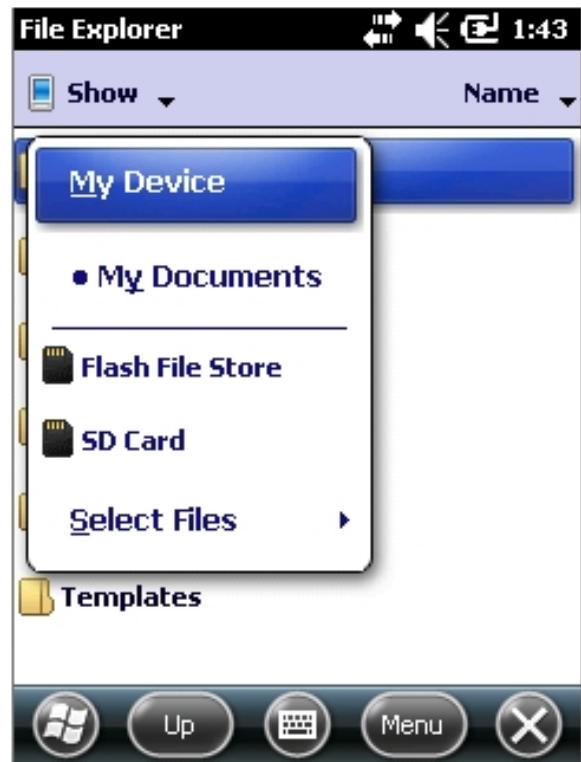 File Explorer 1:43
Show Name
My Device
• My Documents
Flash File Store
SD Card
Select Files
Templates
Up Menu